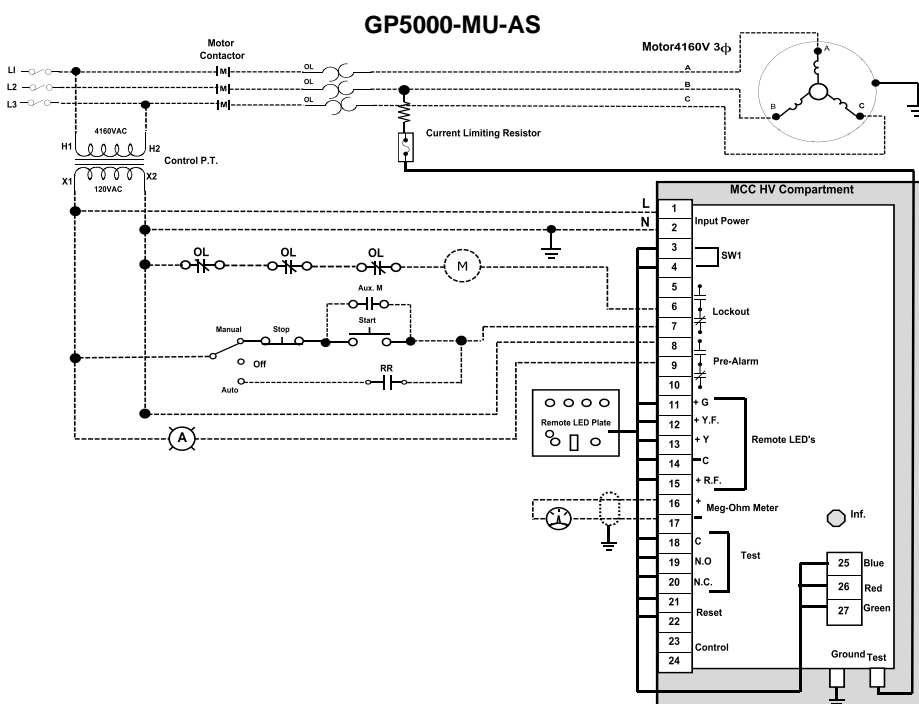 GP5000-MU-AS
Motor
Contactor
Motor4160V 3ϕ
LI
L2
L3
M
M
M
OL
OL
OL
A
B
C
A
B
C
4160VAC
H1
H2
Control P.T.
X1
X2
120VAC
Current Limiting Resistor
MCC HV Compartment
L
N
1
2
Input Power
3
4
SW1
5
6
7
Lockout
8
9
10
Pre-Alarm
OL
OL
OL
M
Aux. M
Start
Manual
Stop
Off
Auto
RR
A
Remote LED Plate
11
+ G
12
+ Y.F.
13
+ Y
14
C
15
+ R.F.
Remote LED's
16
+
17
Meg-Ohm Meter
A
18
C
19
N.O
20
N.C.
Test
21
22
Reset
23
24
Control
Inf.
25
Blue
26
Red
27
Green
Ground
Test